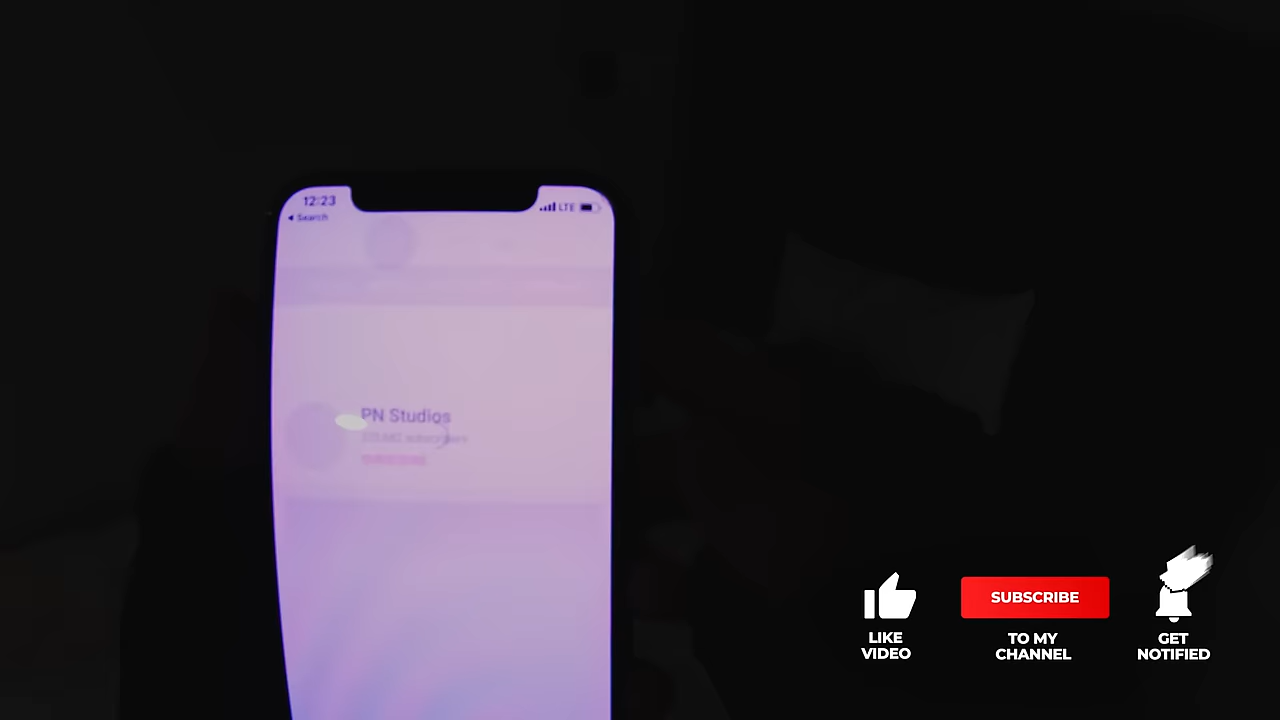 12:23
LTE
◀ Search
PN Studios
LIKE
VIDEO
SUBSCRIBE
TO MY
CHANNEL
GET
NOTIFIED